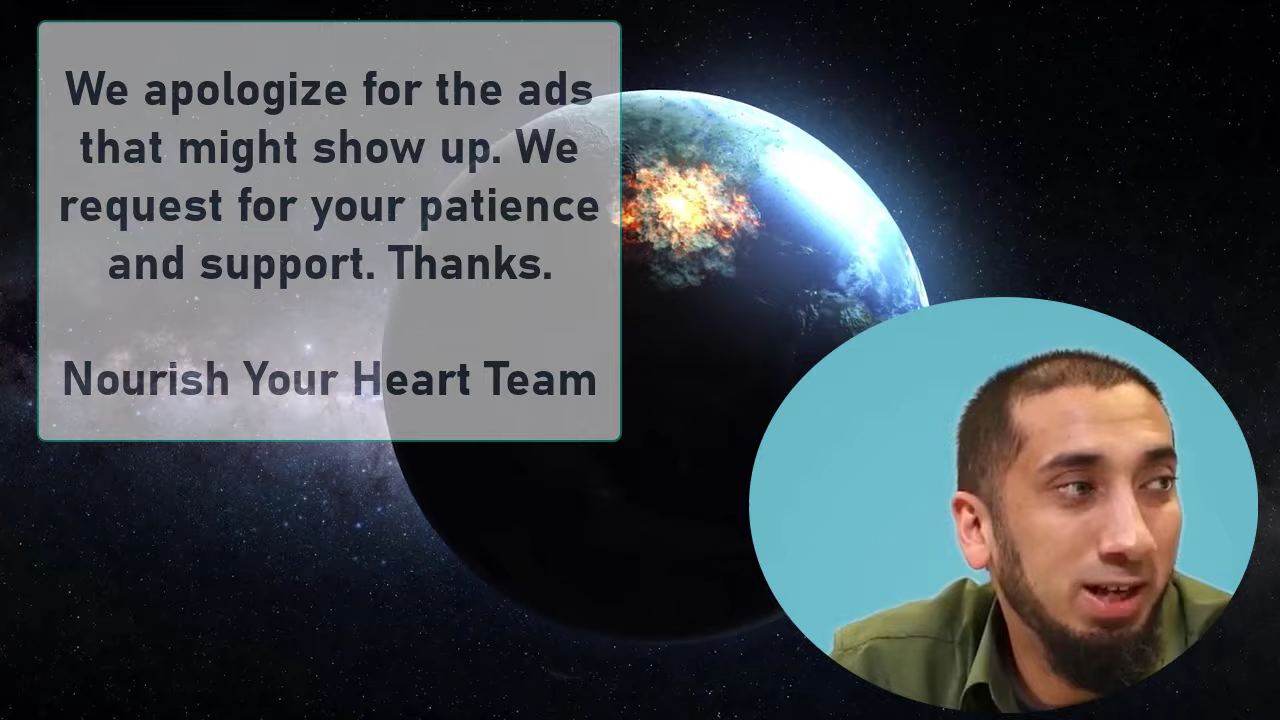 We apologize for the ads
that might show up. We
request for your patience
and support. Thanks.
Nourish Your Heart Team